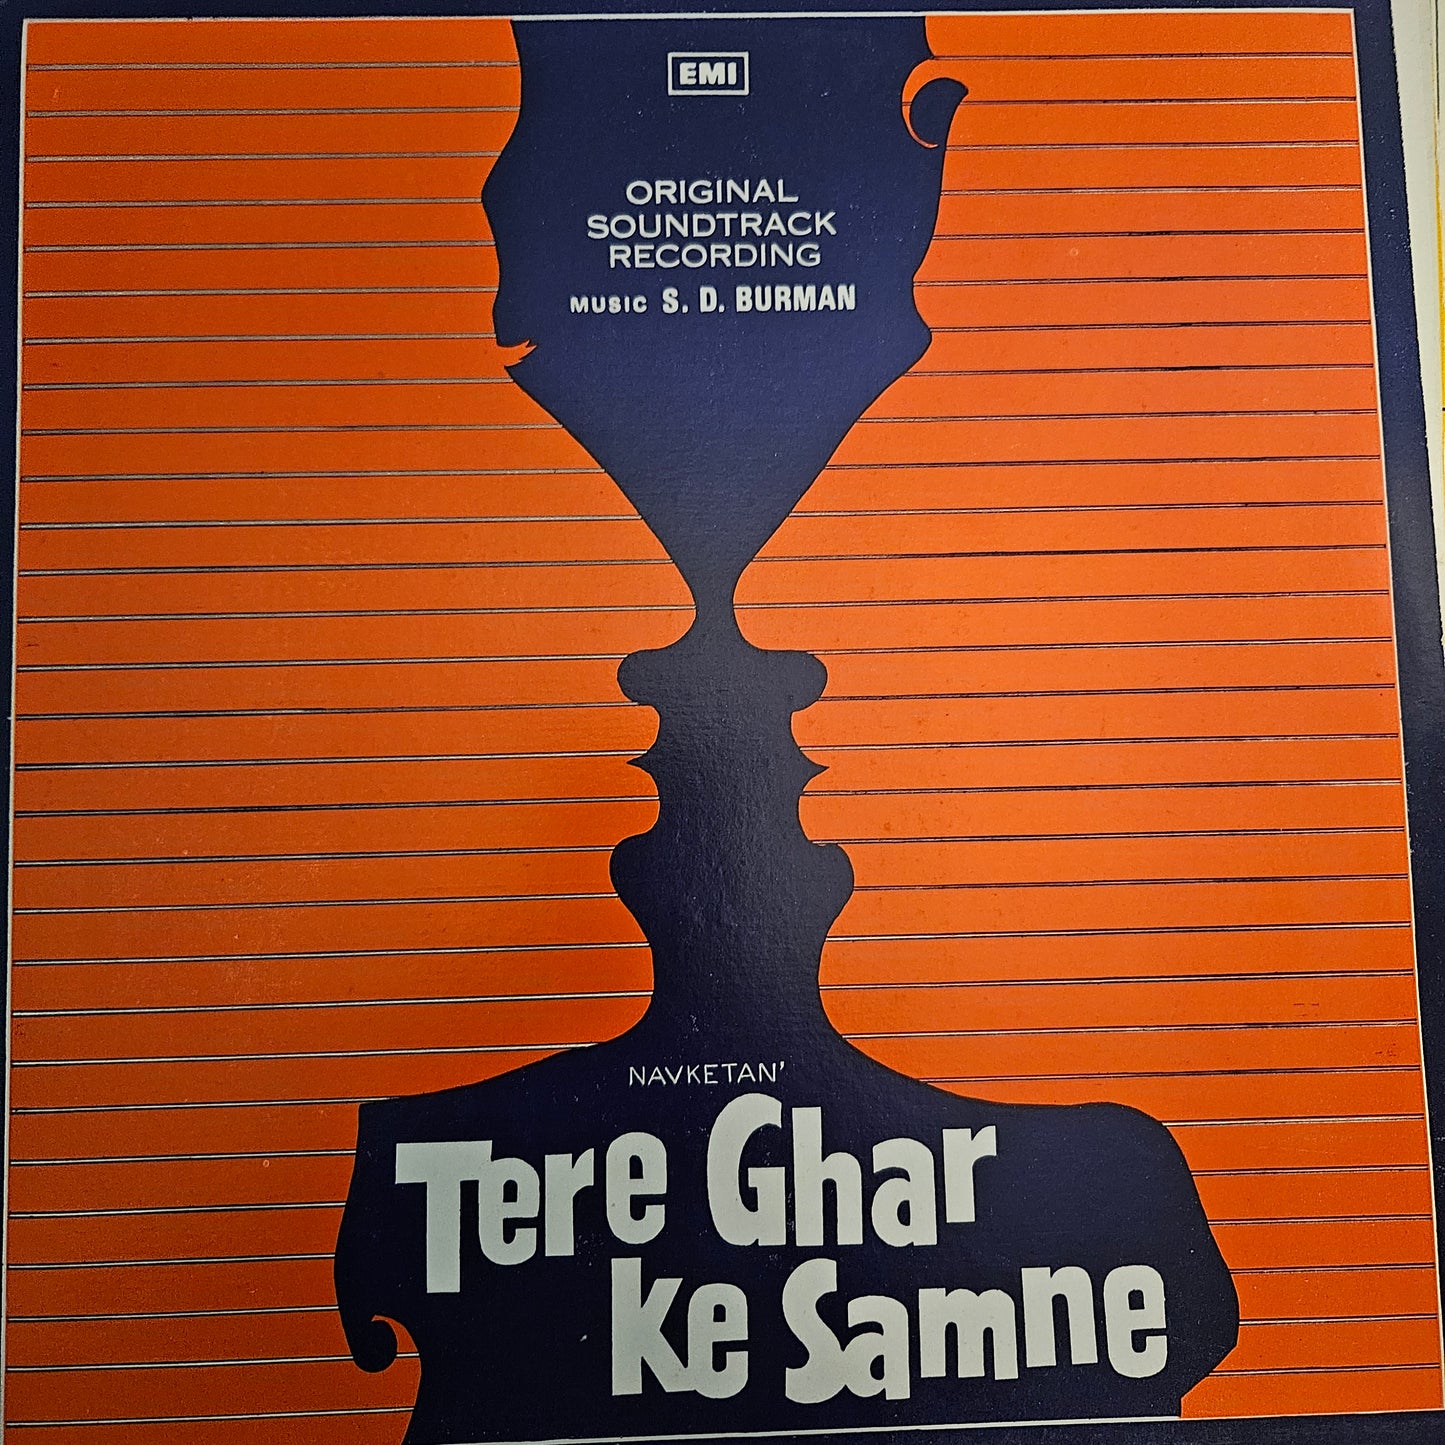 EMI
ORIGINAL
SOUNDTRACK
RECORDING
MUSIC S. D. BURMAN
NAVKETAN'
Tere Ghar
ke Samne